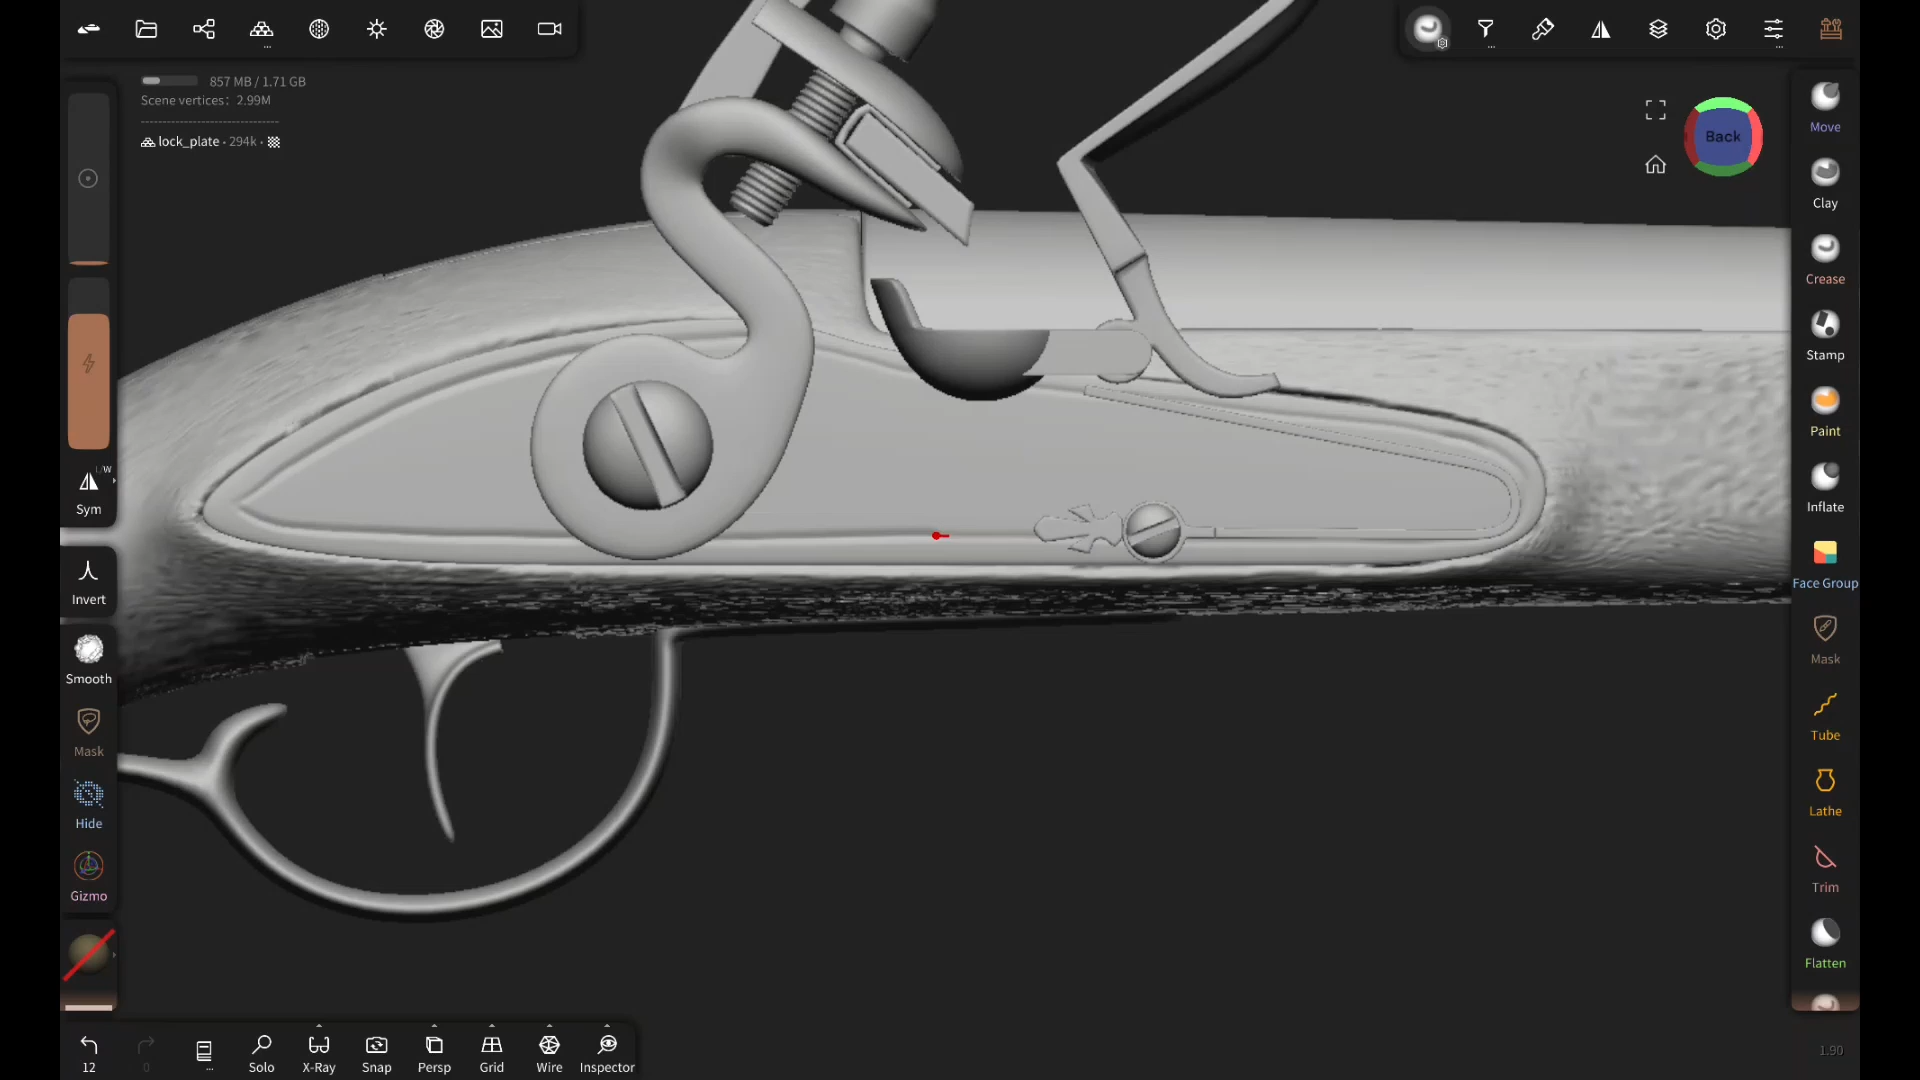 857 MB / 1.71 GB
Scene vertices: 2.99M
lock_plate • 294k •
Back
Move
Clay
Crease
Stamp
Paint
Inflate
Face Group
Mask
Tube
Lathe
Trim
Flatten
L/W
Sym
Invert
Smooth
Mask
Hide
Gizmo
12
0
Solo
X-Ray
Snap
Persp
Grid
Wire
Inspector
1.90